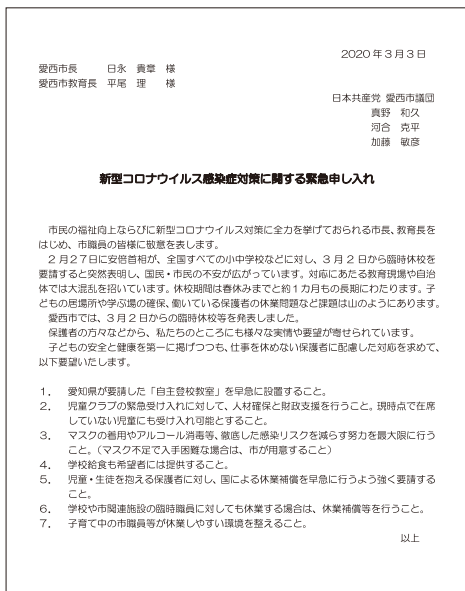 2020年3月3日
愛西市長　　日永　貴章　様
愛西市教育長　平尾　理　　様
日本共産党 愛西市議団
真野　和久
河合　克平
加藤　敏彦
新型コロナウイルス感染症対策に関する緊急申し入れ
市民の福祉向上ならびに新型コロナウイルス対策に全力を挙げておられる市長、教育長を
はじめ、市職員の皆様に敬意を表します。
２月２７日に安倍首相が、全国すべての小中学校などに対し、３月２日から臨時休校を
要請すると突然表明し、国民・市民の不安が広がっています。対応にあたる教育現場や自治
体では大混乱を招いています。休校期間は春休みまでと約１カ月もの長期にわたります。子
どもの居場所や学ぶ場の確保、働いている保護者の休業問題など課題は山のようにあります。
愛西市では、３月２日からの臨時休校等を発表しました。
保護者の方々などから、私たちのところにも様々な実情や要望が寄せられています。
子どもの安全と健康を第一に掲げつつも、仕事を休めない保護者に配慮した対応を求めて、
以下要望いたします。
１．　愛知県が要請した「自主登校教室」を早急に設置すること。
２．　児童クラブの緊急受け入れに対して、人材確保と財政支援を行うこと。現時点で在席
していない児童にも受け入れ可能とすること。
３．　マスクの着用やアルコール消毒等、徹底した感染リスクを減らす努力を最大限に行う
こと。（マスク不足で入手困難な場合は、市が用意すること）
４．　学校給食も希望者には提供すること。
５．　児童・生徒を抱える保護者に対し、国による休業補償を早急に行うよう強く要請する
こと。
６．　学校や市関連施設の臨時職員に対しても休業する場合は、休業補償等を行うこと。
７．　子育て中の市職員等が休業しやすい環境を整えること。
以上